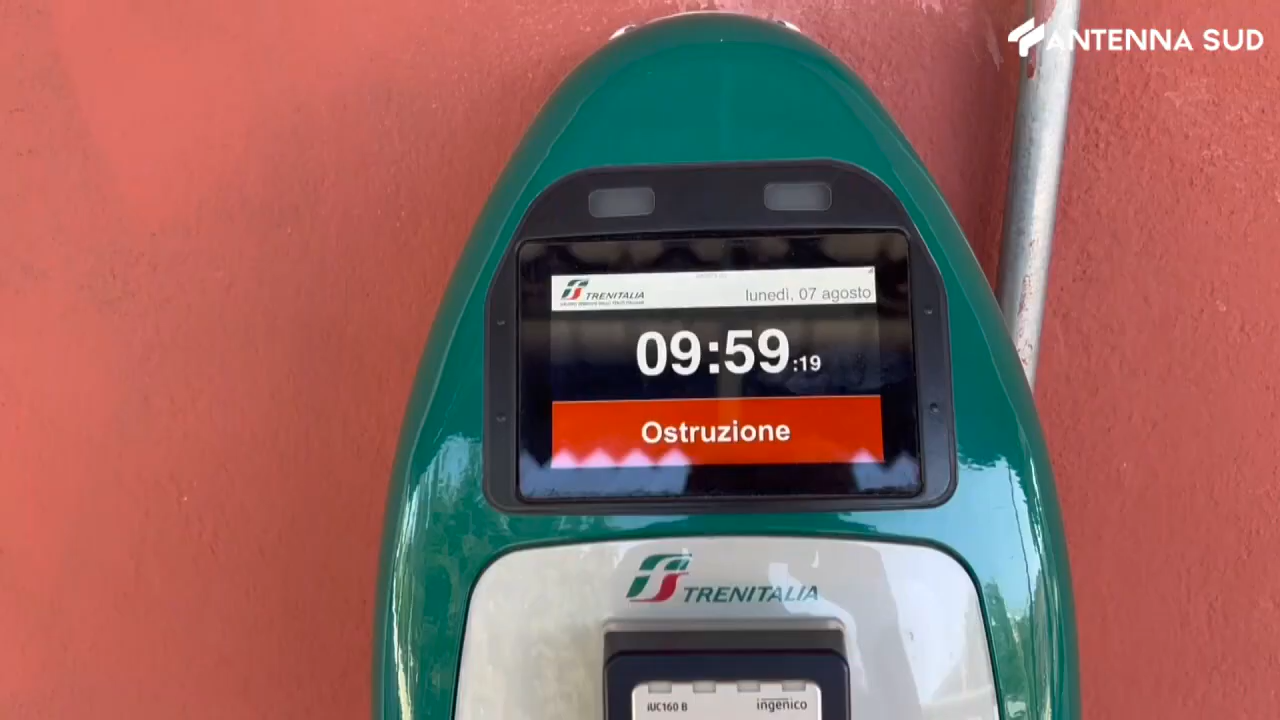 ANTENNA SUD
TRENITALIA
lunedì, 07 agosto
09:59:19
Ostruzione
TRENITALIA
iUC160 B
ingenico